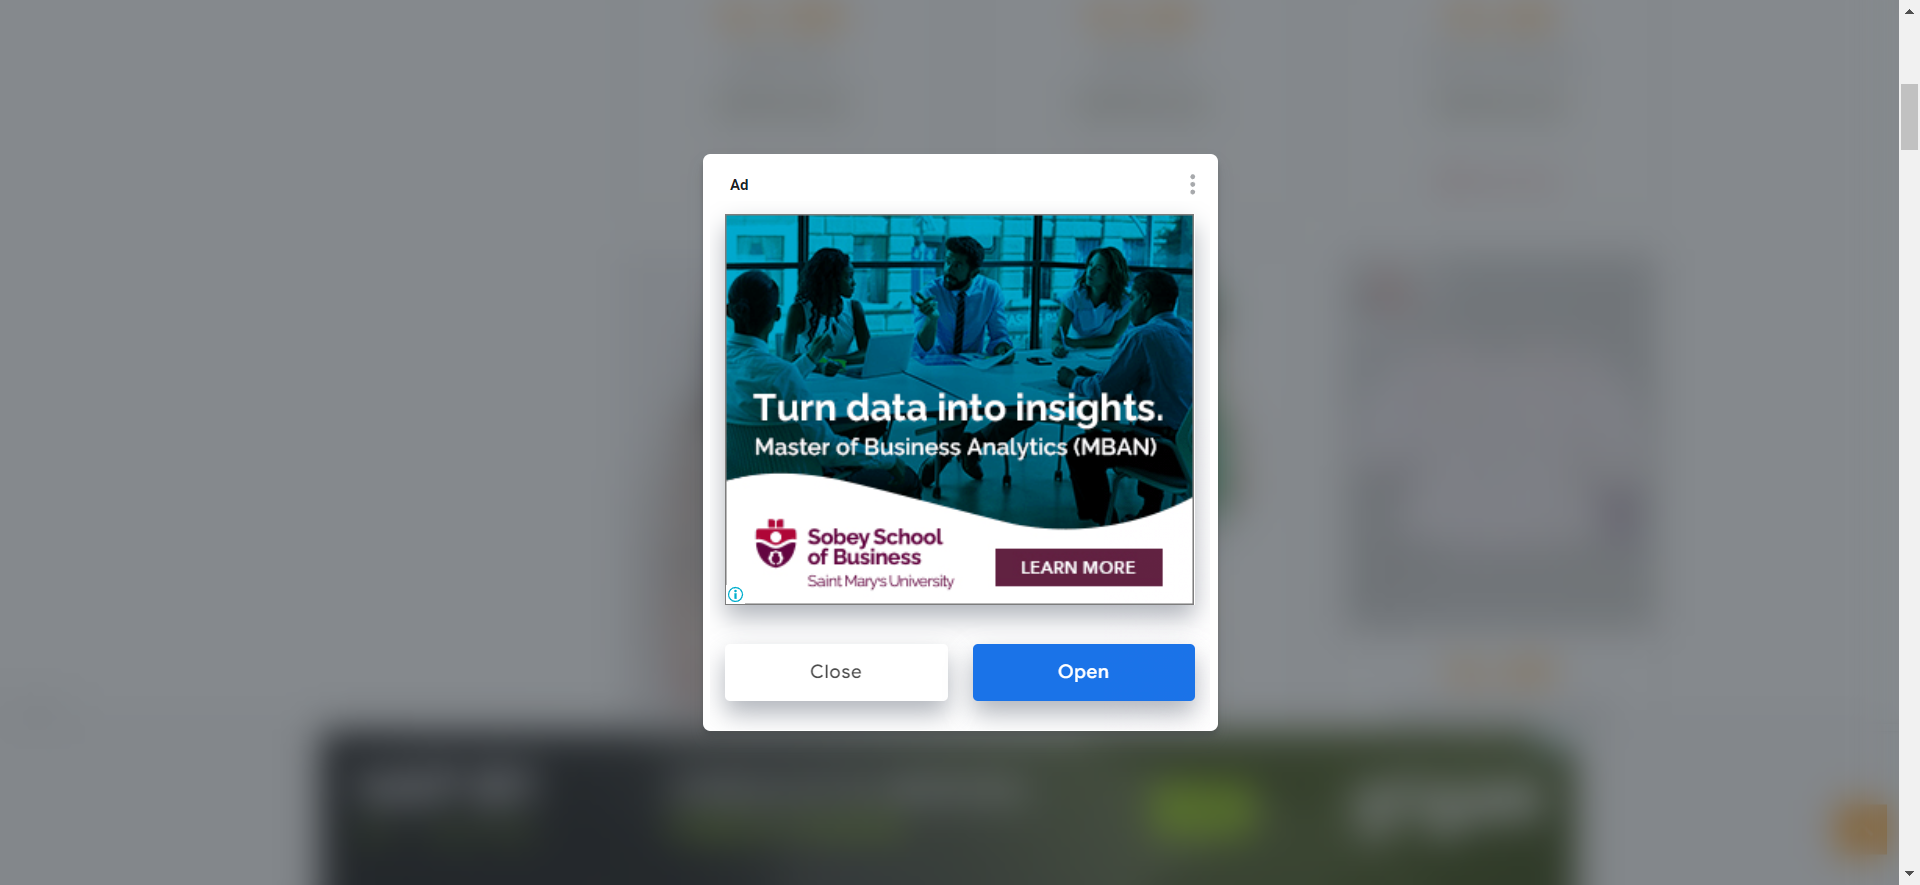 Ad
Turn data into insights.
Master of Business Analytics (MBAN)
Sobey School
of Business
Saint Mary's University
LEARN MORE
Close
Open